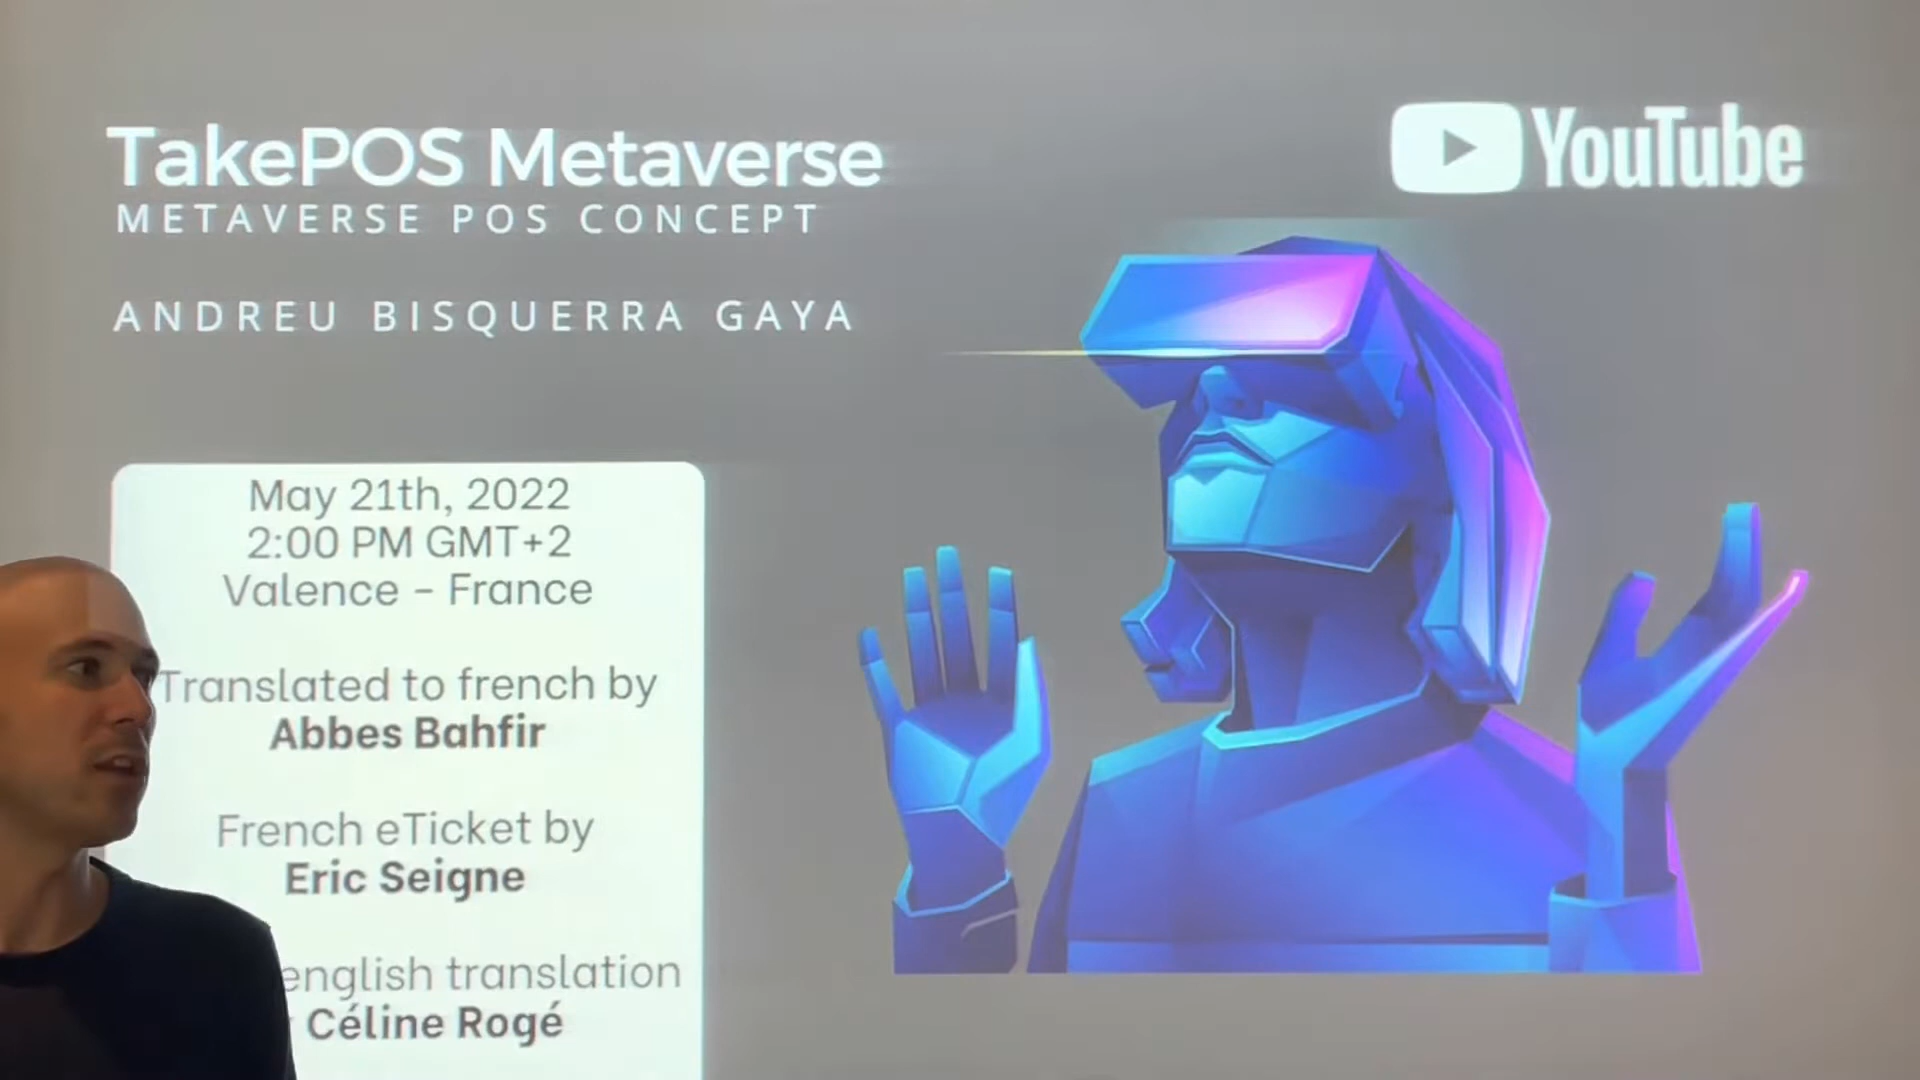 TakePOS Metaverse
METAVERSE POS CONCEPT
ANDREU BISQUERRA GAYA
YouTube
May 21th, 2022
2:00 PM GMT+2
Valence - France
Translated to french by
Abbes Bahfir
French eTicket by
Eric Seigne
english translation
Céline Rogé